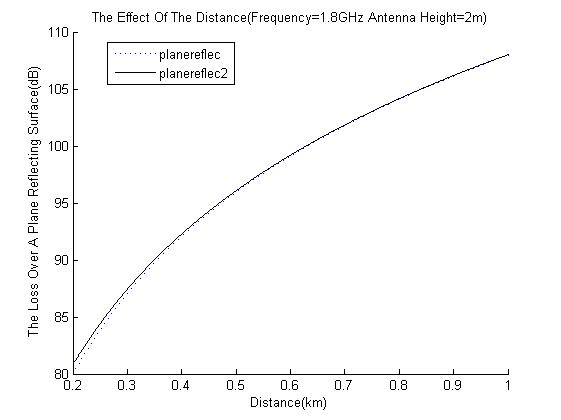 The Effect Of The Distance(Frequency=1.8GHz Antenna Height=2m)
110
105
100
95
90
85
80
The Loss Over A Plane Reflecting Surface(dB)
planereflec
planereflec2
0.2 0.3 0.4 0.5 0.6 0.7 0.8 0.9 1
Distance(km)